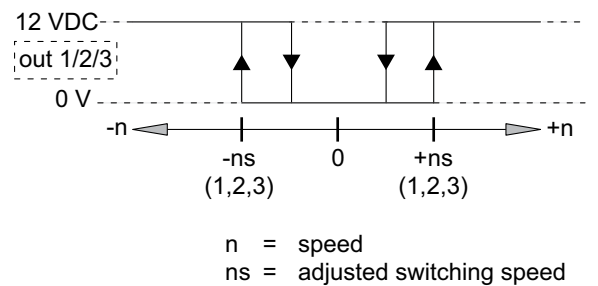 12 VDC
out 1/2/3
0 V
-n +n
-ns 0 +ns
(1,2,3) (1,2,3)
n = speed
ns = adjusted switching speed